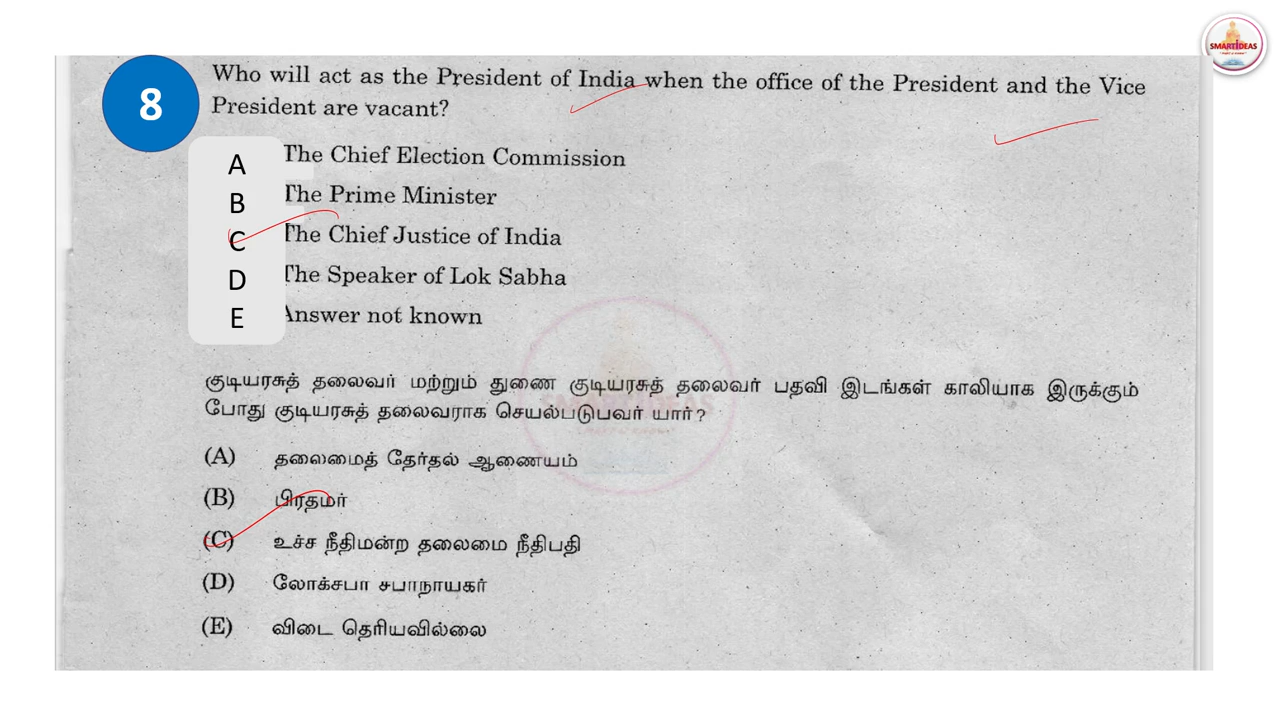 SMARTIDEAS
8
Who will act as the President of India when the office of the President and the Vice
President are vacant?
A The Chief Election Commission
B The Prime Minister
C The Chief Justice of India
D The Speaker of Lok Sabha
E Answer not known
குடியரசுத் தலைவர் மற்றும் துணை குடியரசுத் தலைவர் பதவி இடங்கள் காலியாக இருக்கும்
போது குடியரசுத் தலைவராக செயல்படுபவர் யார்?
SMART IDEAS
(A) தலைமைத் தேர்தல் ஆணையம்
(B) பிரதமர்
(C) உச்ச நீதிமன்ற தலைமை நீதிபதி
(D) லோக்சபா சபாநாயகர்
(E) விடை தெரியவில்லை